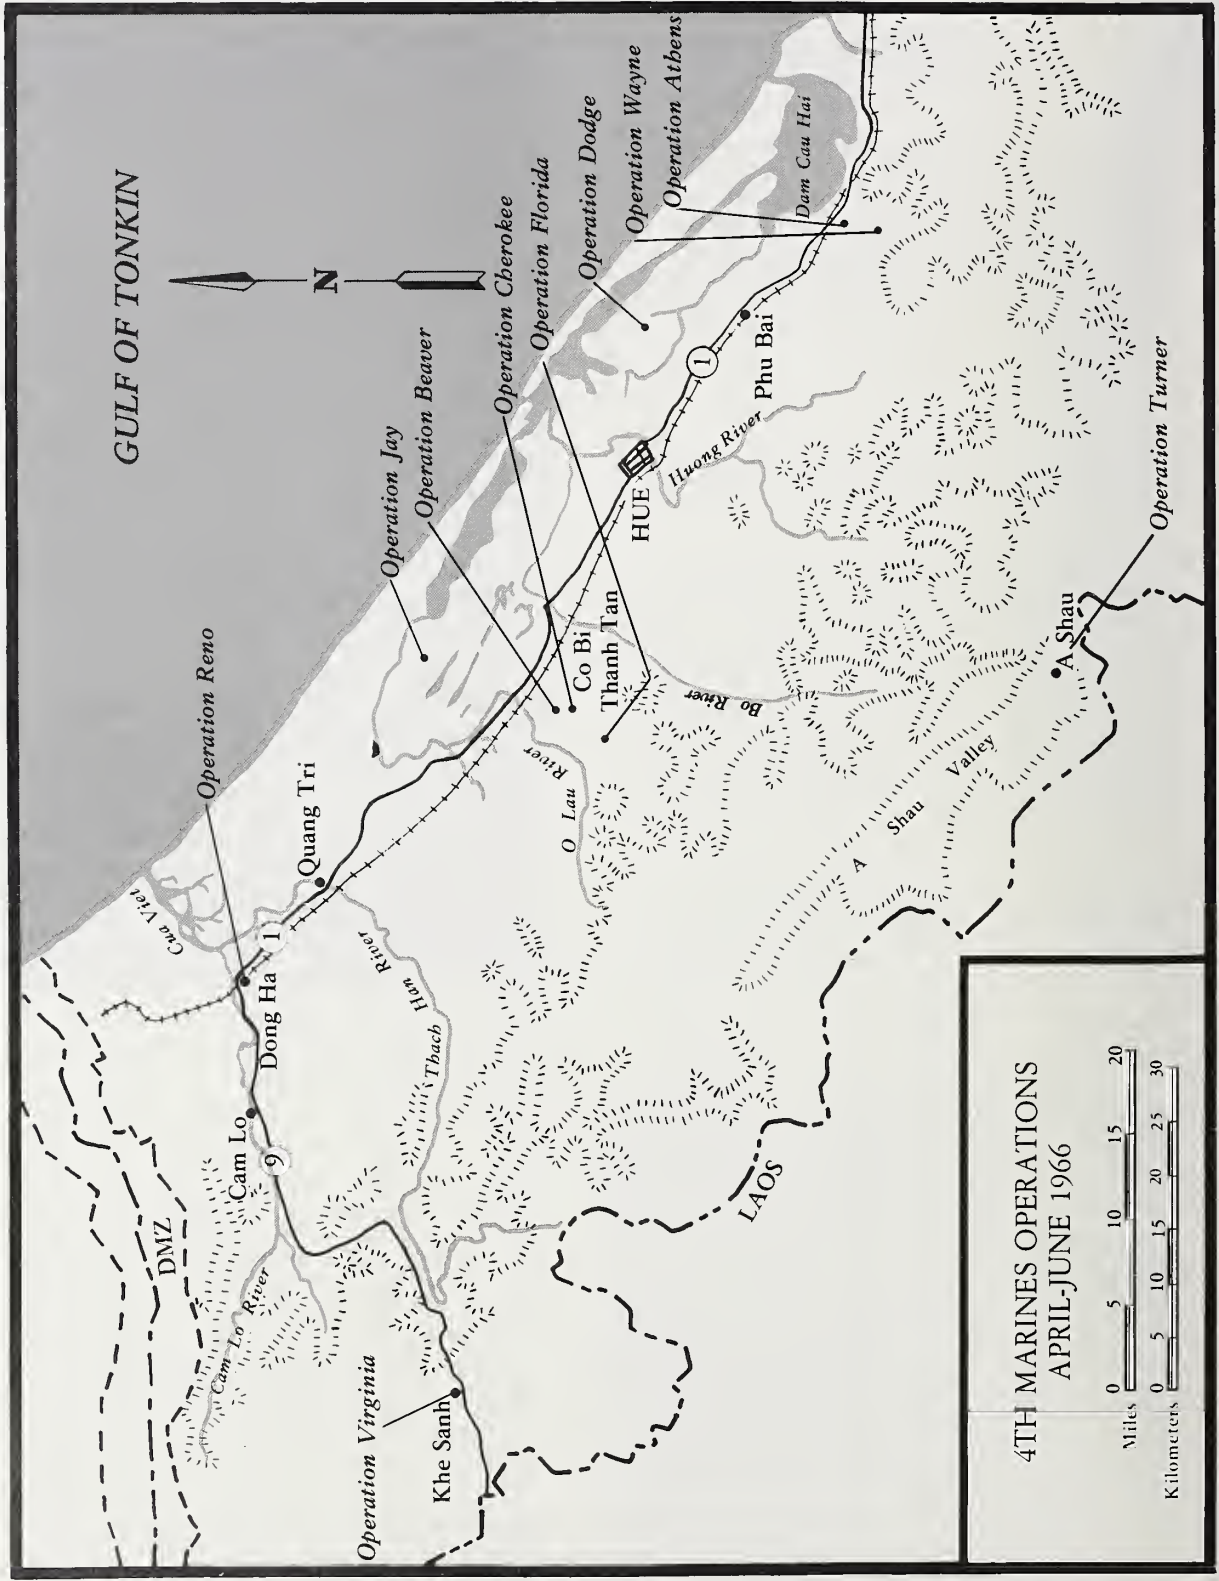 GULF OF TONKIN
N
Operation Reno
Operation Jay
Operation Beaver
Operation Cherokee
Operation Florida
Operation Dodge
Operation Wayne
Operation Athens
Dam Cau Hai
DMZ
Cua Viet
Cam Lo River
Cam Lo
9
Dong Ha
1
Quang Tri
Thach Han River
O Lau River
Co Bi
Thanh Tan
HUE
1
Huong River
Phu Bai
Bo River
Operation Virginia
Khe Sanh
LAOS
A Shau Valley
A Shau
Operation Turner
4TH MARINES OPERATIONS
APRIL-JUNE 1966
0 5 10 15 20
Miles
0 5 10 15 20 25 30
Kilometers